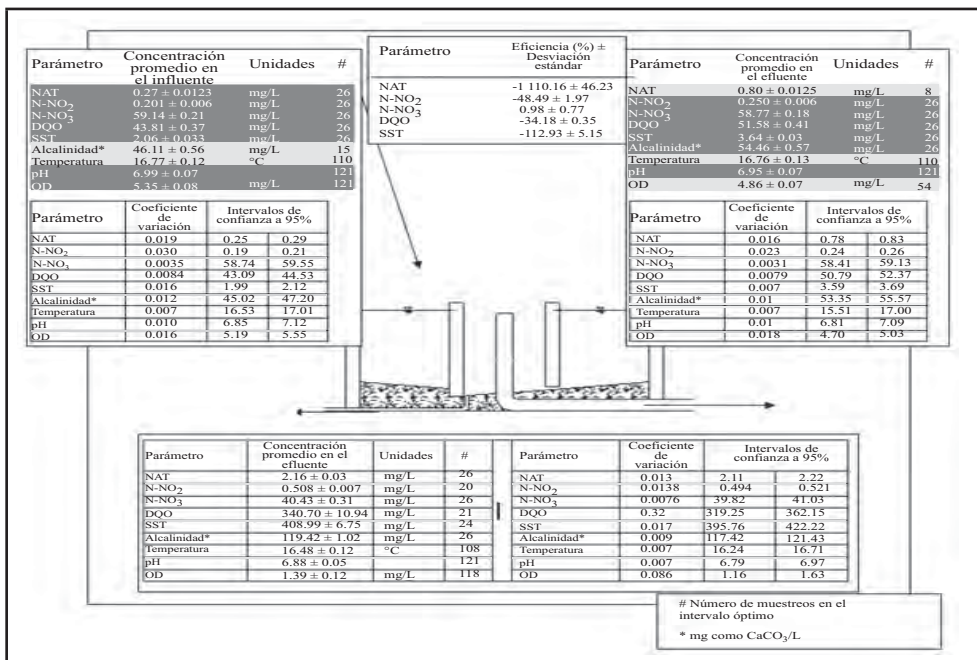 Parámetro Concentración promedio en el influente Unidades #
NAT 0.27 ± 0.0123 mg/L 26
N-NO2 0.201 ± 0.006 mg/L 26
N-NO3 59.14 ± 0.21 mg/L 26
DQO 43.81 ± 0.37 mg/L 26
SST 2.06 ± 0.033 mg/L 26
Alcalinidad* 46.11 ± 0.56 mg/L 15
Temperatura 16.77 ± 0.12 °C 110
pH 6.99 ± 0.07 121
OD 5.35 ± 0.08 mg/L 121
Parámetro Coeficiente de variación Intervalos de confianza a 95%
NAT 0.019 0.25 0.29
N-NO2 0.030 0.19 0.21
N-NO3 0.0035 58.74 59.55
DQO 0.0084 43.09 44.53
SST 0.016 1.99 2.12
Alcalinidad* 0.012 45.02 47.20
Temperatura 0.007 16.53 17.01
pH 0.010 6.85 7.12
OD 0.016 5.19 5.55
Parámetro Eficiencia (%) ± Desviación estándar
NAT -1 110.16 ± 46.23
N-NO2 -48.49 ± 1.97
N-NO3 0.98 ± 0.77
DQO -34.18 ± 0.35
SST -112.93 ± 5.15
Parámetro Concentración promedio en el efluente Unidades #
NAT 0.80 ± 0.0125 mg/L 8
N-NO2 0.250 ± 0.006 mg/L 26
N-NO3 58.77 ± 0.18 mg/L 26
DQO 51.58 ± 0.41 mg/L 26
SST 3.64 ± 0.03 mg/L 26
Alcalinidad* 54.46 ± 0.57 mg/L 26
Temperatura 16.76 ± 0.13 °C 110
pH 6.95 ± 0.07 121
OD 4.86 ± 0.07 mg/L 54
Parámetro Coeficiente de variación Intervalos de confianza a 95%
NAT 0.016 0.78 0.83
N-NO2 0.023 0.24 0.26
N-NO3 0.0031 58.41 59.13
DQO 0.0079 50.79 52.37
SST 0.007 3.59 3.69
Alcalinidad* 0.01 53.35 55.57
Temperatura 0.007 15.51 17.00
pH 0.01 6.81 7.09
OD 0.018 4.70 5.03
Parámetro Concentración promedio en el efluente Unidades #
NAT 2.16 ± 0.03 mg/L 26
N-NO2 0.508 ± 0.007 mg/L 20
N-NO3 40.43 ± 0.31 mg/L 26
DQO 340.70 ± 10.94 mg/L 21
SST 408.99 ± 6.75 mg/L 24
Alcalinidad* 119.42 ± 1.02 mg/L 26
Temperatura 16.48 ± 0.12 °C 108
pH 6.88 ± 0.05 121
OD 1.39 ± 0.12 mg/L 118
Parámetro Coeficiente de variación Intervalos de confianza a 95%
NAT 0.013 2.11 2.22
N-NO2 0.0138 0.494 0.521
N-NO3 0.0076 39.82 41.03
DQO 0.32 319.25 362.15
SST 0.017 395.76 422.22
Alcalinidad* 0.009 117.42 121.43
Temperatura 0.007 16.24 16.71
pH 0.007 6.79 6.97
OD 0.086 1.16 1.63
# Número de muestreos en el
intervalo óptimo
* mg como CaCO3/L